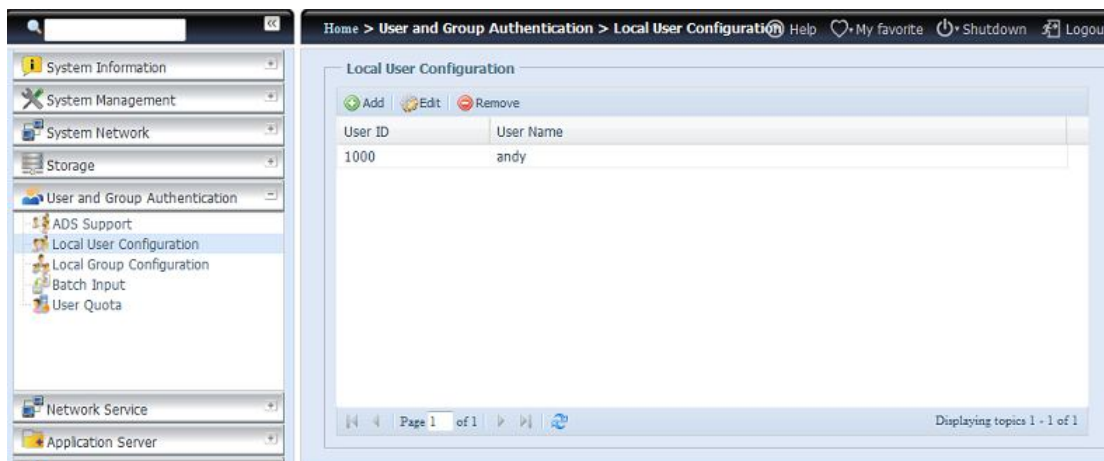 Home > User and Group Authentication > Local User Configuration Help My favorite Shutdown Logou
System Information
System Management
System Network
Storage
User and Group Authentication
ADS Support
Local User Configuration
Local Group Configuration
Batch Input
User Quota
Network Service
Application Server
Local User Configuration
Add Edit Remove
User ID User Name
1000 andy
Page 1 of 1 Displaying topics 1 - 1 of 1